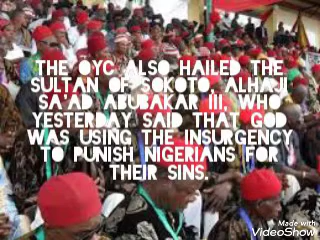 THE OYC ALSO HAILED THE
SULTAN OF SOKOTO, ALHARJI
SA'AD ABUBAKAR III, WHO
YESTERDAY SAID THAT GOD
WAS USING THE INSURGENCY
TO PUNISH NIGERIANS FOR
THEIR SINS.
Made with
VideoShow